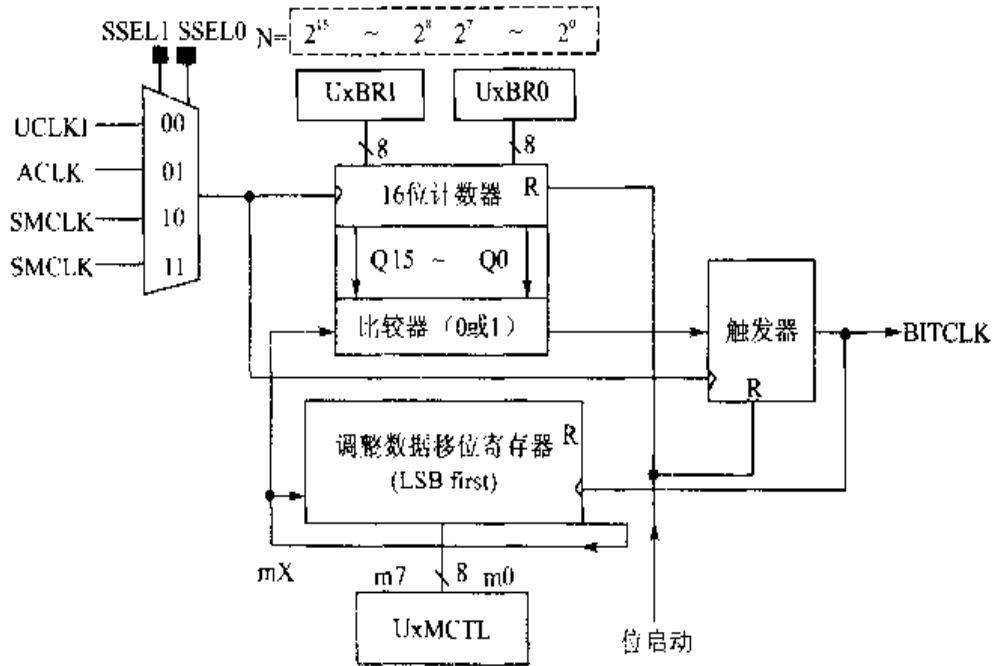 SSEL1 SSEL0 N= 2^15 ~ 2^8 2^7 ~ 2^0
UxBR1 UxBR0
8 8
UCLKI 00
ACLK 01
SMCLK 10
SMCLK 11
16位计数器 R
Q15 ~ Q0
比较器（0或1）
触发器
R
BITCLK
调整数据移位寄存器 R
(LSB first)
mX m7 8 m0
UxMCTL
位启动